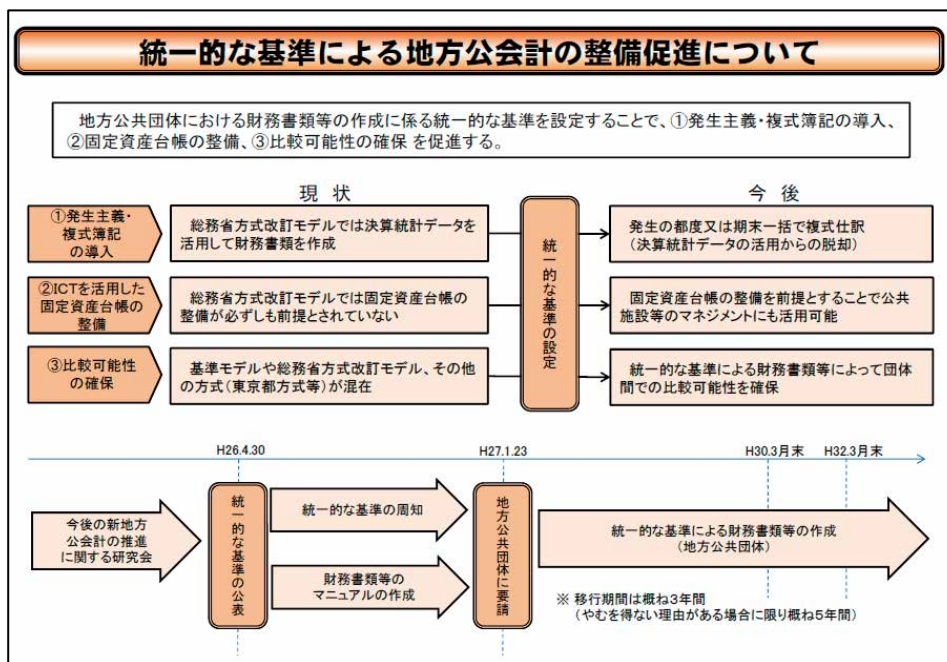 統一的な基準による地方公会計の整備促進について
地方公共団体における財務書類等の作成に係る統一的な基準を設定することで、①発生主義・複式簿記の導入、
②固定資産台帳の整備、③比較可能性の確保 を促進する。
現 状
今 後
①発生主義・
複式簿記
の導入
総務省方式改訂モデルでは決算統計データを
活用して財務書類を作成
統一的な基準の設定
発生の都度又は期末一括で複式仕訳
(決算統計データの活用からの脱却)
②ICTを活用した
固定資産台帳の
整備
総務省方式改訂モデルでは固定資産台帳の
整備が必ずしも前提とされていない
固定資産台帳の整備を前提とすることで公共
施設等のマネジメントにも活用可能
③比較可能性
の確保
基準モデルや総務省方式改訂モデル、その他
の方式(東京都方式等)が混在
統一的な基準による財務書類等によって団体
間での比較可能性を確保
H26.4.30
H27.1.23
H30.3月末
H32.3月末
今後の新地方
公会計の推進
に関する研究会
統一的な基準の公表
統一的な基準の周知
財務書類等の
マニュアルの作成
地方公共団体に要請
統一的な基準による財務書類等の作成
(地方公共団体)
※ 移行期間は概ね3年間
(やむを得ない理由がある場合に限り概ね5年間)